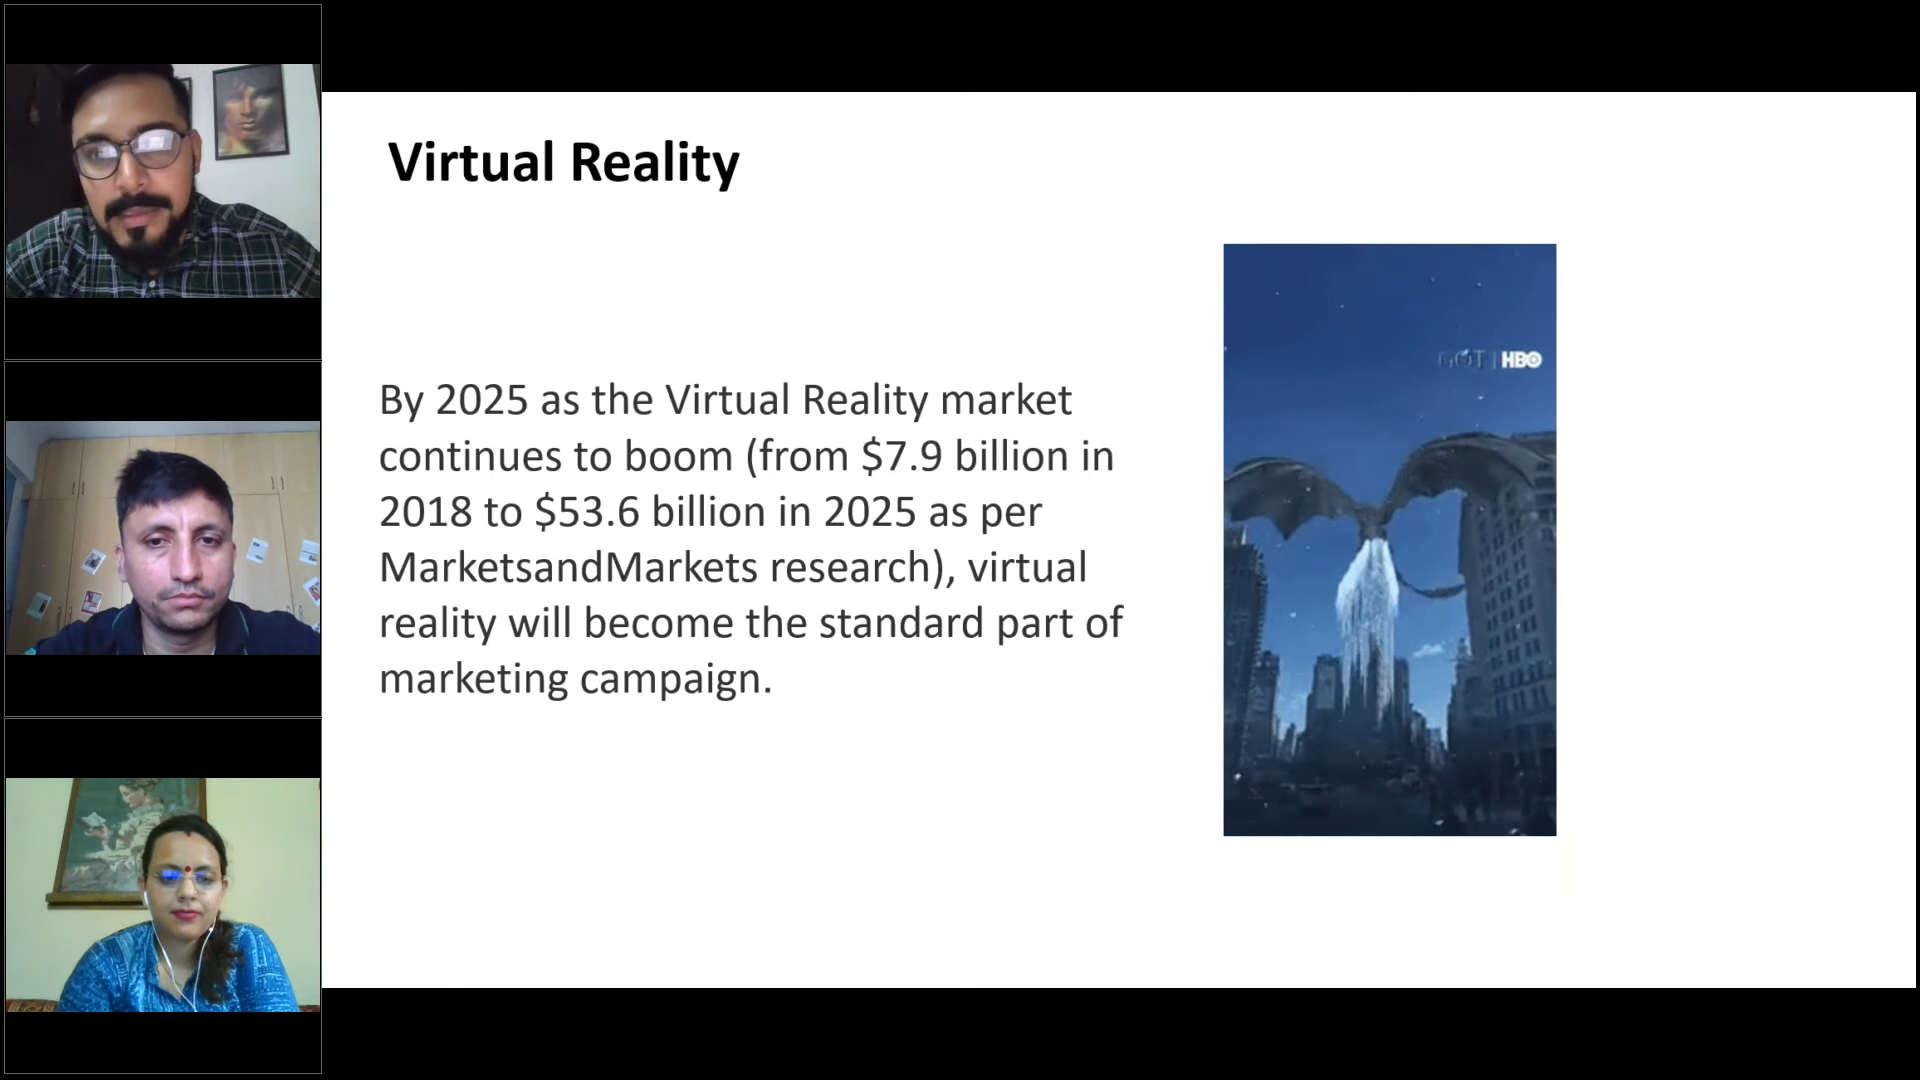 Virtual Reality
By 2025 as the Virtual Reality market
continues to boom (from $7.9 billion in
2018 to $53.6 billion in 2025 as per
MarketsandMarkets research), virtual
reality will become the standard part of
marketing campaign.
GOT | HBO